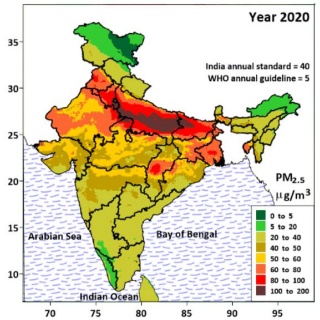 Year 2020
India annual standard = 40
WHO annual guideline = 5
35
30
25
20
15
10
PM2.5
µg/m3
0 to 5
5 to 20
20 to 40
40 to 50
50 to 60
60 to 80
80 to 100
100 to 200
Arabian Sea
Bay of Bengal
Indian Ocean
70
75
80
85
90
95